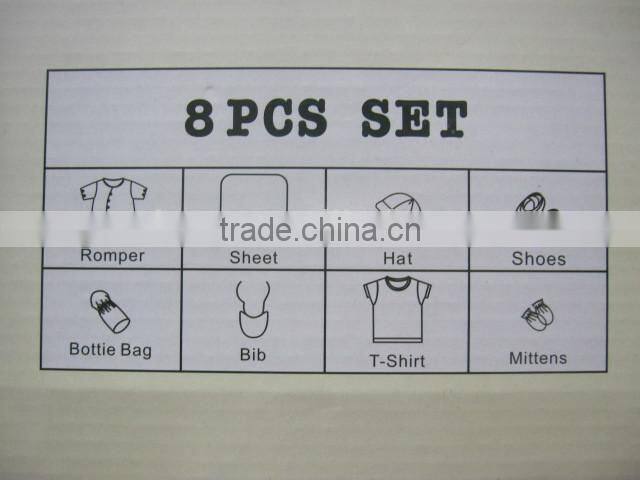 8 PCS SET
trade.china.cn
Romper
Sheet
Hat
Shoes
Bottie Bag
Bib
T-Shirt
Mittens